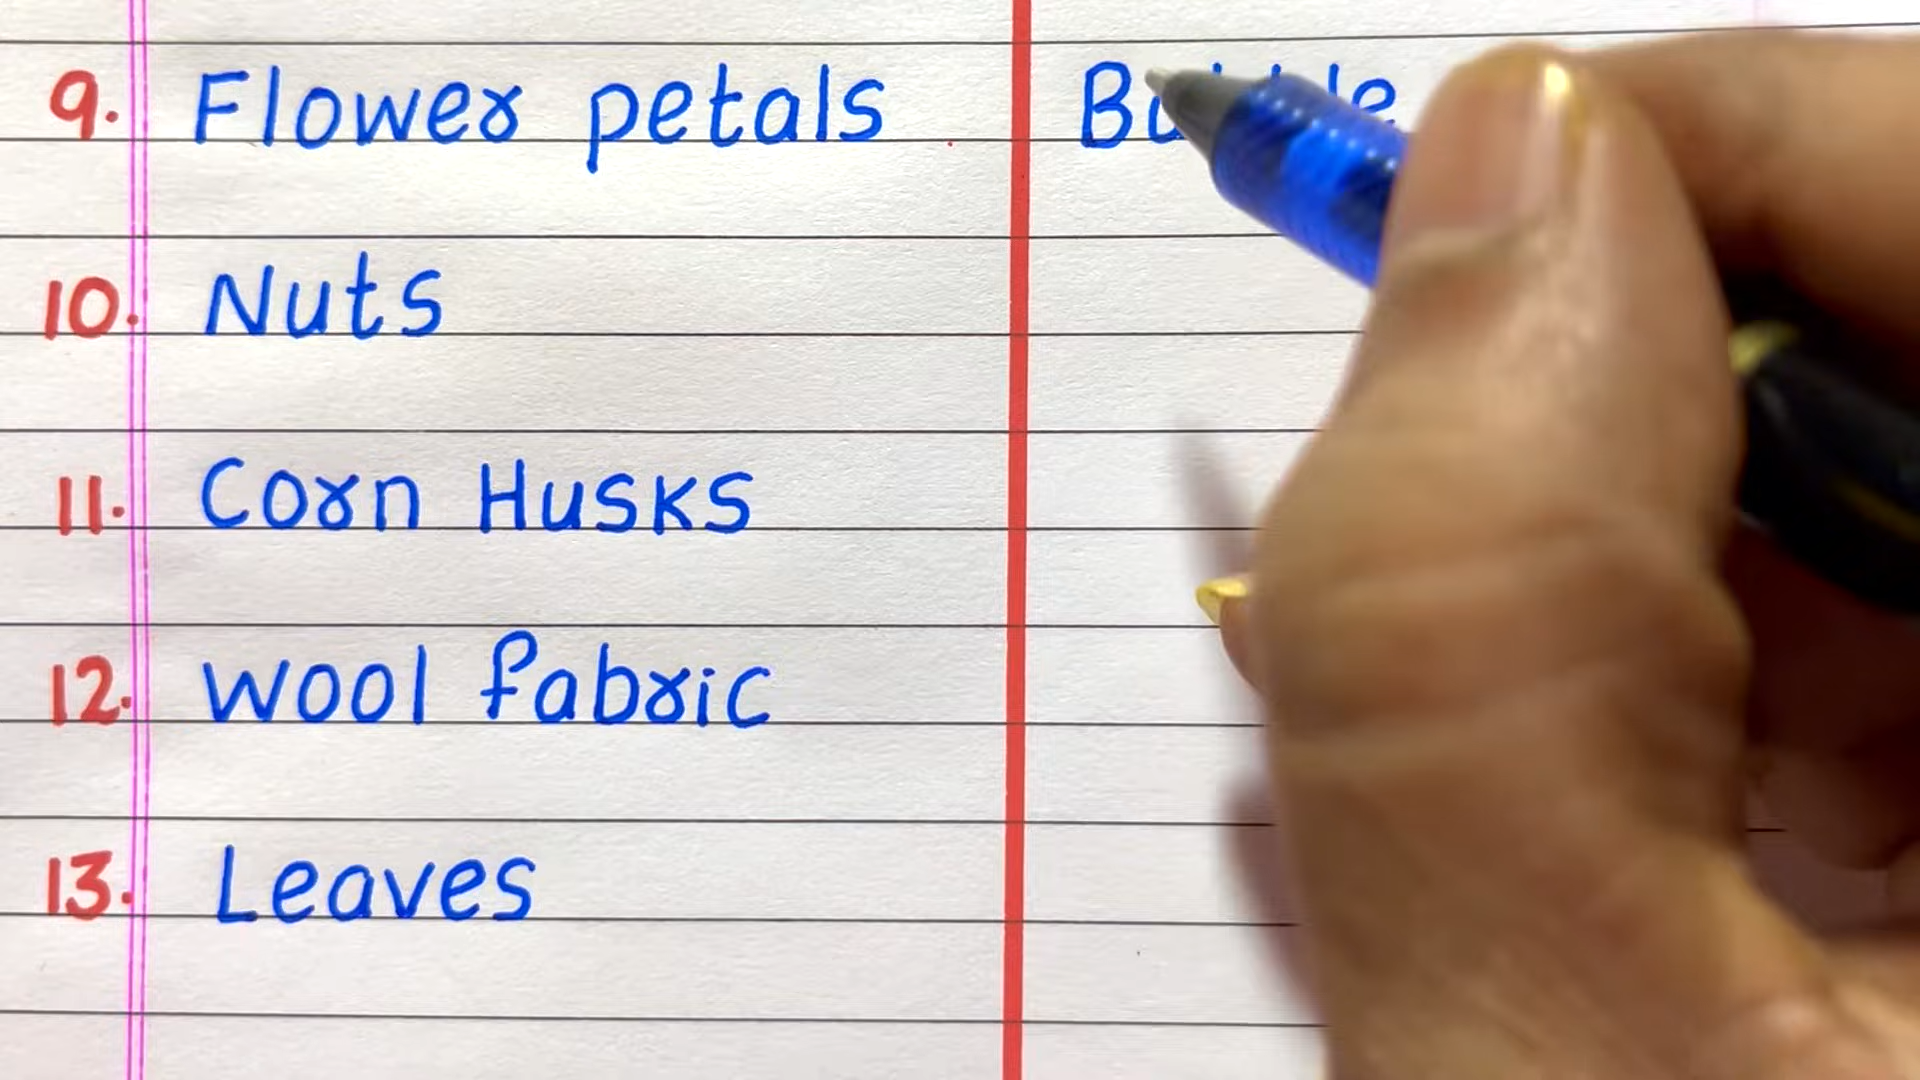 9. Flower petals
10. Nuts
11. Corn Husks
12. Wool fabric
13. Leaves